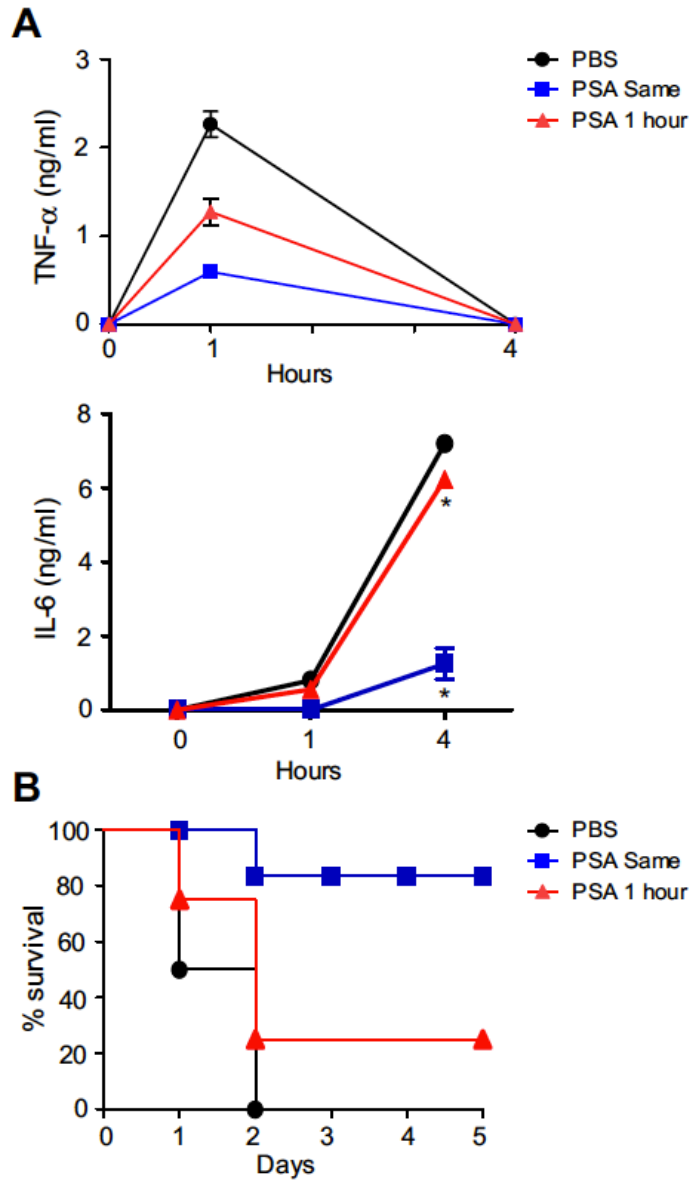 A
3
2
1
0
TNF-α (ng/ml)
0 1 4
Hours
PBS
PSA Same
PSA 1 hour
8
6
4
2
0
IL-6 (ng/ml)
*
*
0 1 4
Hours
B
100
80
60
40
20
0
% survival
0 1 2 3 4 5
Days
PBS
PSA Same
PSA 1 hour